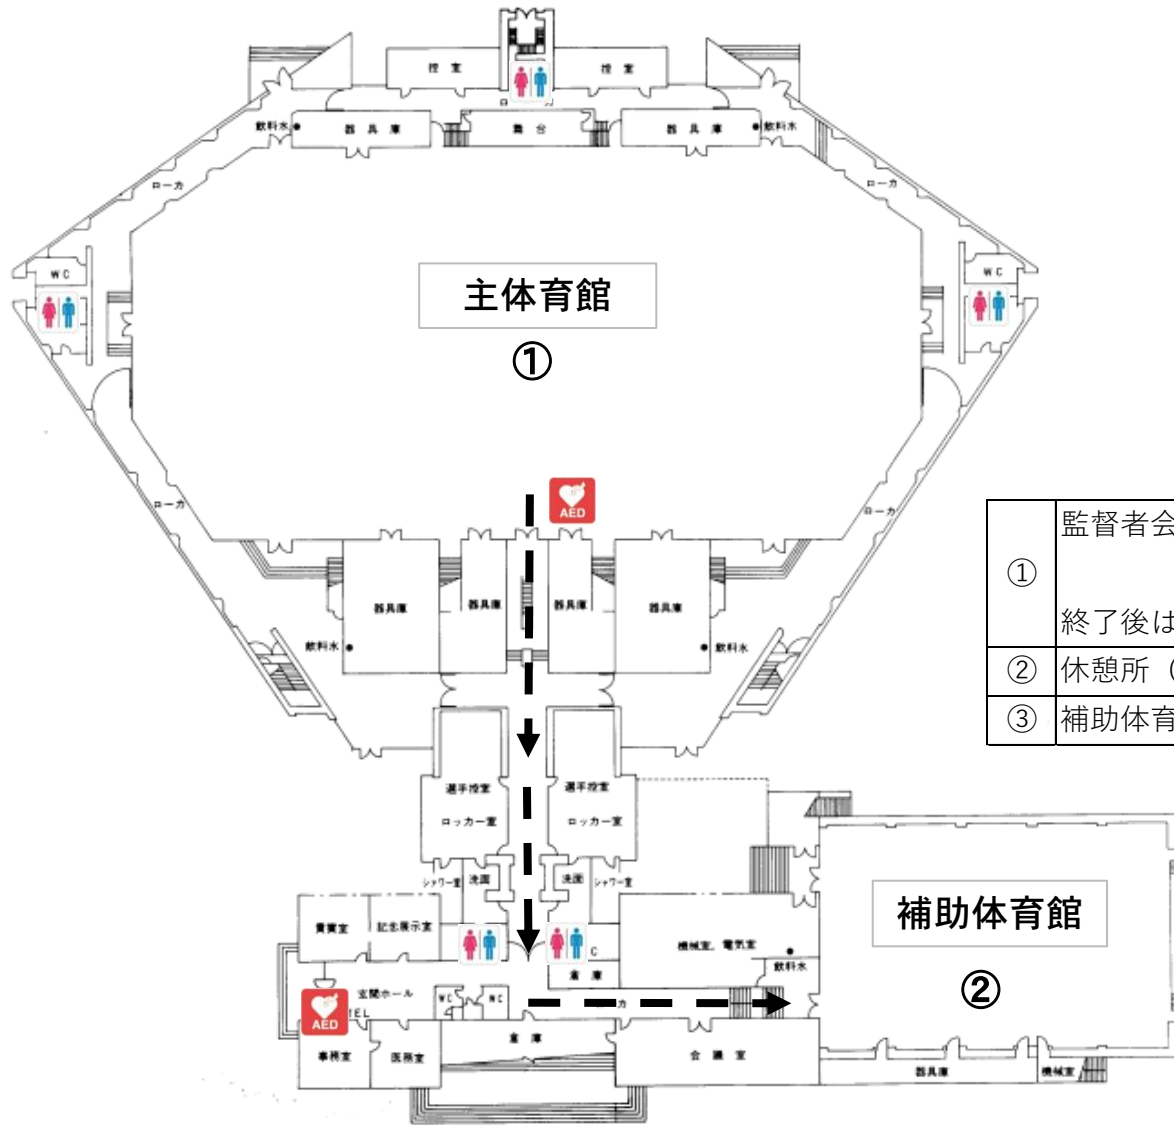 控室
控室
飲料水
器具庫
舞台
器具庫
飲料水
ローカ
ローカ
WC
WC
主体育館
①
AED
ローカ
ローカ
器具庫
器具庫
器具庫
器具庫
飲料水
飲料水
① 監督者会
終了後は
② 休憩所（
③ 補助体育
選手控室
ロッカー室
選手控室
ロッカー室
シャワー室
洗面
洗面
シャワー室
補助体育館
②
貴賓室
記念展示室
C
機械室、電気室
飲料水
倉庫
玄関ホール
TEL
WC
WC
カ
AED
事務室
医務室
倉庫
会議室
器具庫
機械室